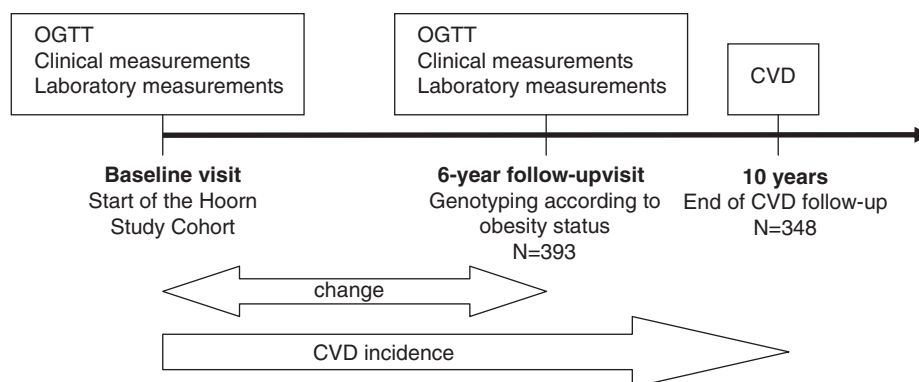 OGTT
Clinical measurements
Laboratory measurements
OGTT
Clinical measurements
Laboratory measurements
CVD
Baseline visit
Start of the Hoorn
Study Cohort
6-year follow-upvisit
Genotyping according to
obesity status
N=393
10 years
End of CVD follow-up
N=348
change
CVD incidence